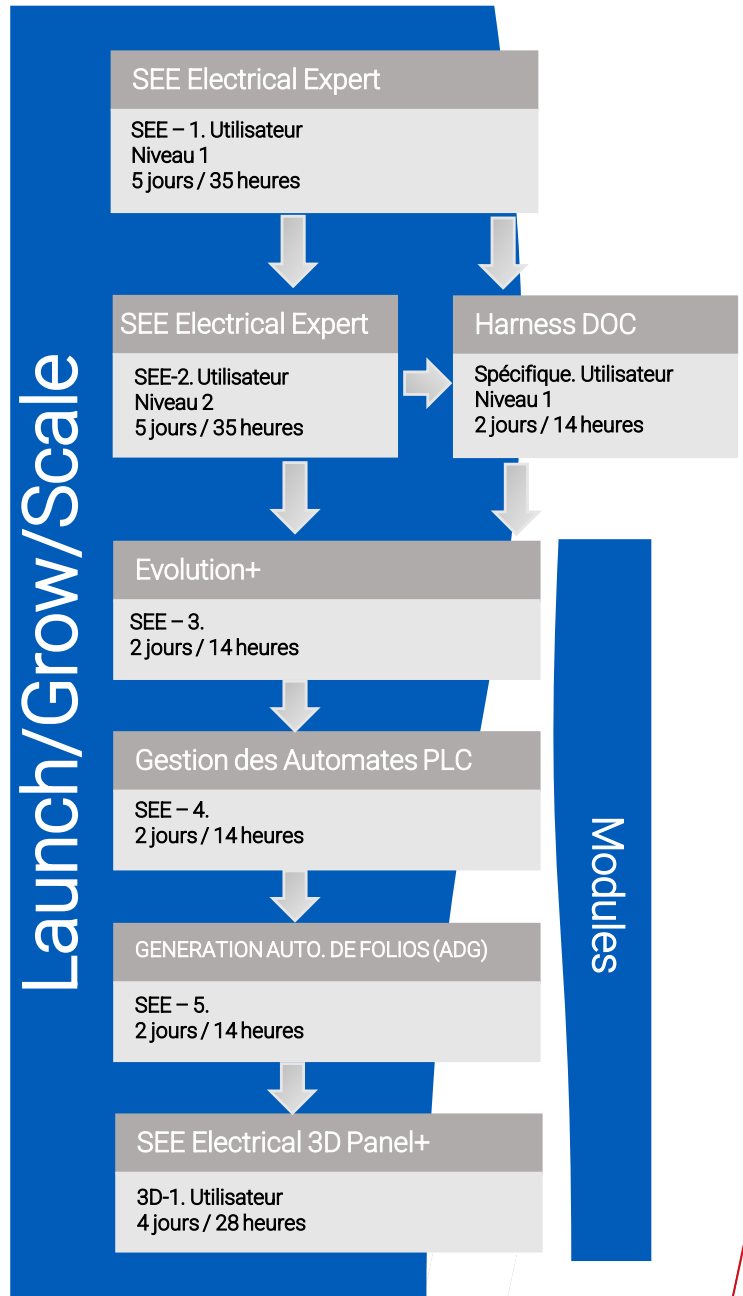 SEE Electrical Expert
SEE – 1. Utilisateur
Niveau 1
5 jours / 35 heures
SEE Electrical Expert
SEE-2. Utilisateur
Niveau 2
5 jours / 35 heures
Harness DOC
Spécifique. Utilisateur
Niveau 1
2 jours / 14 heures
Launch/Grow/Scale
Evolution+
SEE – 3.
2 jours / 14 heures
Gestion des Automates PLC
SEE – 4.
2 jours / 14 heures
Modules
GENERATION AUTO. DE FOLIOS (ADG)
SEE – 5.
2 jours / 14 heures
SEE Electrical 3D Panel+
3D-1. Utilisateur
4 jours / 28 heures